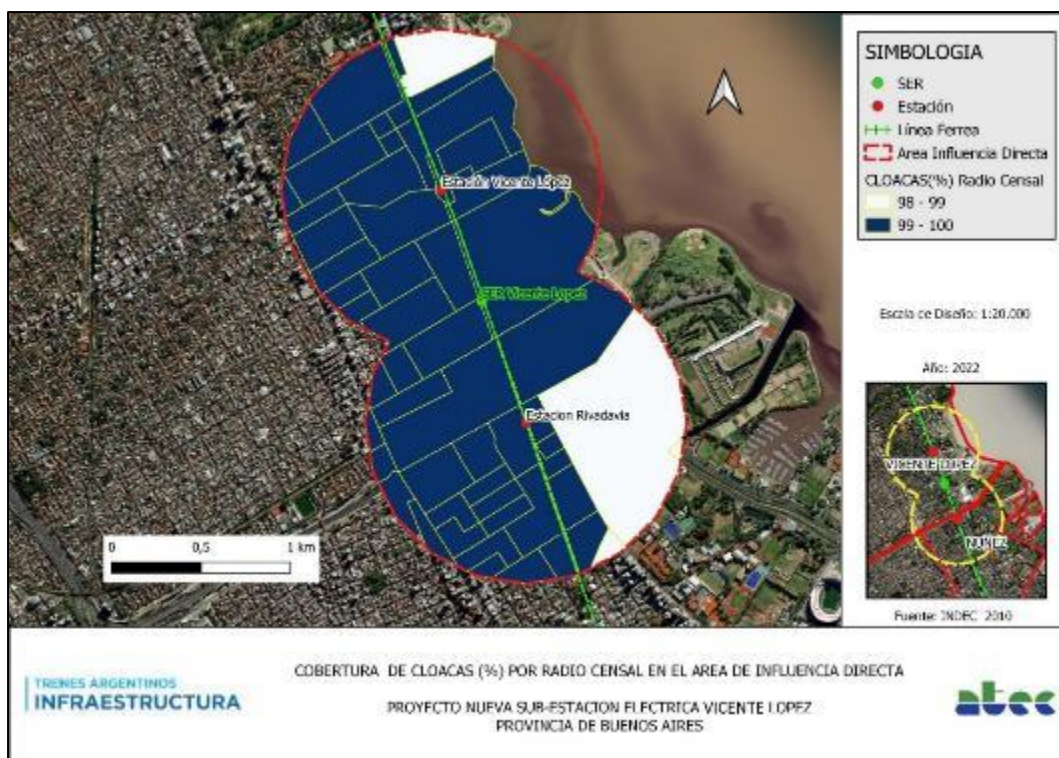 SIMBOLOGIA
SER
Estación
Línea Ferrea
Area Influencia Directa
CLOACAS(%) Radio Censal
98 - 99
99 - 100
Estación Vicente López
SER Vicente Lopez
Estacion Rivadavia
0 0,5 1 km
Escala de Diseño: 1:20.000
Año: 2022
VICENTE LOPEZ
NUÑEZ
Fuente: INDEC 2010
TRENES ARGENTINOS
INFRAESTRUCTURA
COBERTURA DE CLOACAS (%) POR RADIO CENSAL EN EL AREA DE INFLUENCIA DIRECTA
PROYECTO NUEVA SUB-ESTACION ELECTRICA VICENTE LOPEZ
PROVINCIA DE BUENOS AIRES
atec